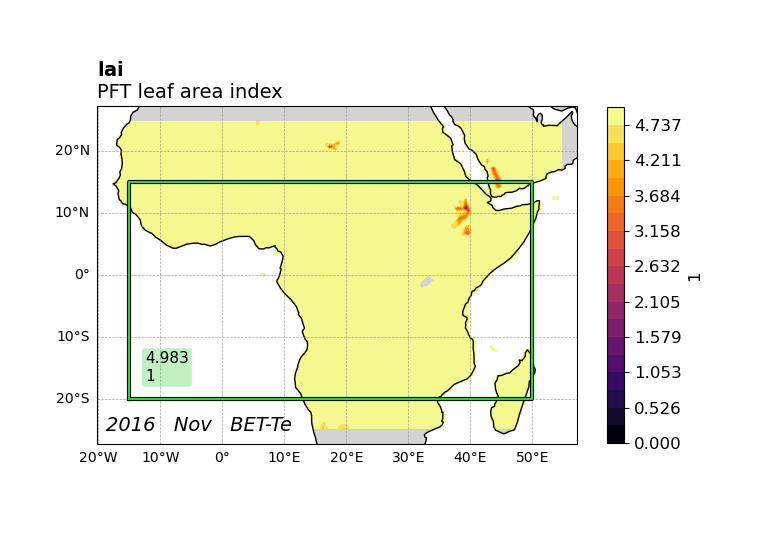 lai
PFT leaf area index
20°N
10°N
0°
10°S
20°S
20°W
10°W
0°
10°E
20°E
30°E
40°E
50°E
4.983
1
2016 Nov BET-Te
4.737
4.211
3.684
3.158
2.632
2.105
1.579
1.053
0.526
0.000
1